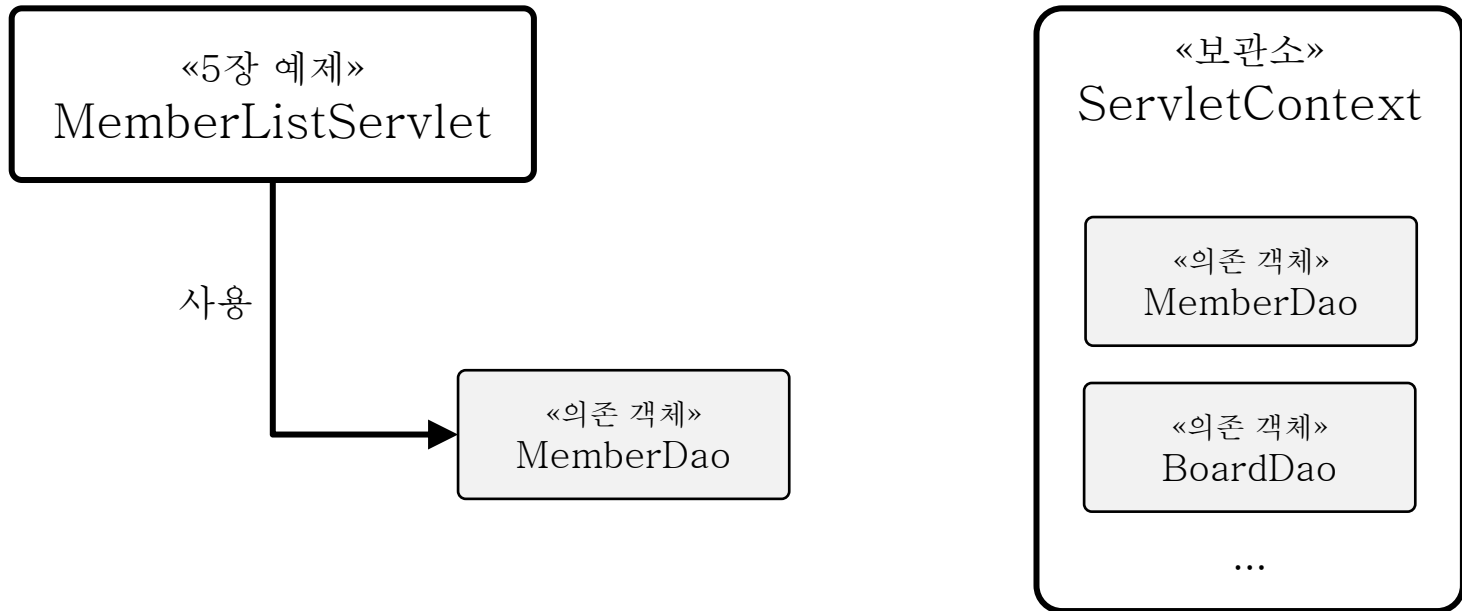 «5장 예제»
MemberListServlet
사용
«의존 객체»
MemberDao
«보관소»
ServletContext
«의존 객체»
MemberDao
«의존 객체»
BoardDao
...